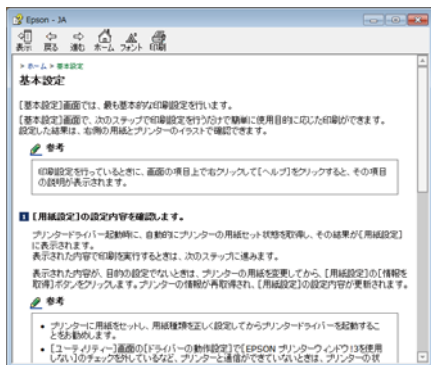 Epson - JA
表示 戻る 進む ホーム フォント 印刷
> ホーム > 基本設定
基本設定
[基本設定]画面では、最も基本的な印刷設定を行います。
[基本設定]画面で、次のステップで印刷設定を行うだけで簡単に使用目的に応じた印刷ができます。
設定した結果は、右側の用紙とプリンターのイラストで確認できます。
参考
印刷設定を行っているときに、画面の項目上で右クリックして[ヘルプ]をクリックすると、その項目
の説明が表示されます。
1 [用紙設定]の設定内容を確認します。
プリンタードライバー起動時に、自動的にプリンターの用紙セット状態を取得し、その結果が[用紙設定]
に表示されます。
表示された内容で印刷を実行するときは、次のステップに進みます。
表示された内容が、目的の設定でないときは、プリンターの用紙を変更してから、[用紙設定]の[情報を
取得]ボタンをクリックします。プリンターの情報が再取得され、[用紙設定]の設定内容が更新されます。
参考
• プリンターに用紙をセットし、用紙種類を正しく設定してからプリンタードライバーを起動するこ
とをお勧めします。
• [ユーティリティー]画面の[ドライバーの動作設定]で[EPSON プリンターウィンドウ!3を使用
しない]のチェックを外しているなど、プリンターと通信ができていないときは、プリンターの状